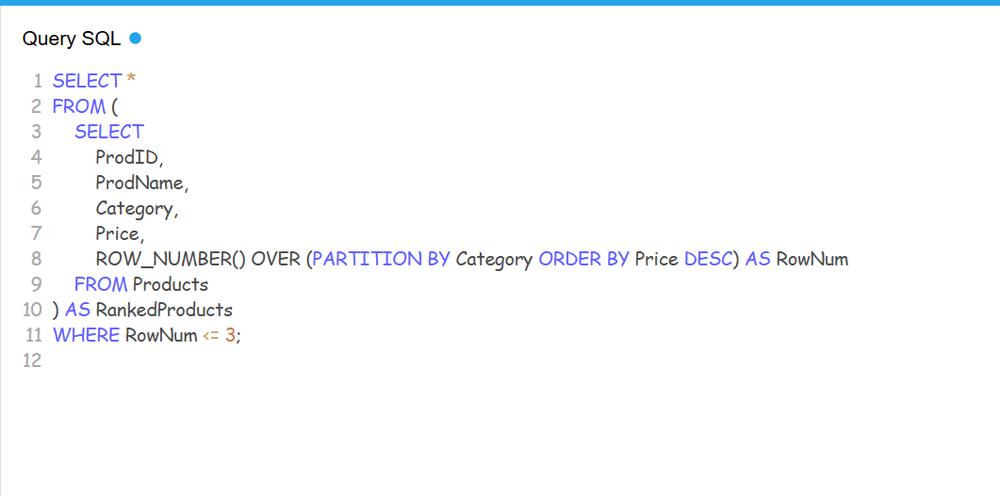 Query SQL
1 SELECT *
2 FROM (
3 SELECT
4 ProdID,
5 ProdName,
6 Category,
7 Price,
8 ROW_NUMBER() OVER (PARTITION BY Category ORDER BY Price DESC) AS RowNum
9 FROM Products
10 ) AS RankedProducts
11 WHERE RowNum <= 3;
12